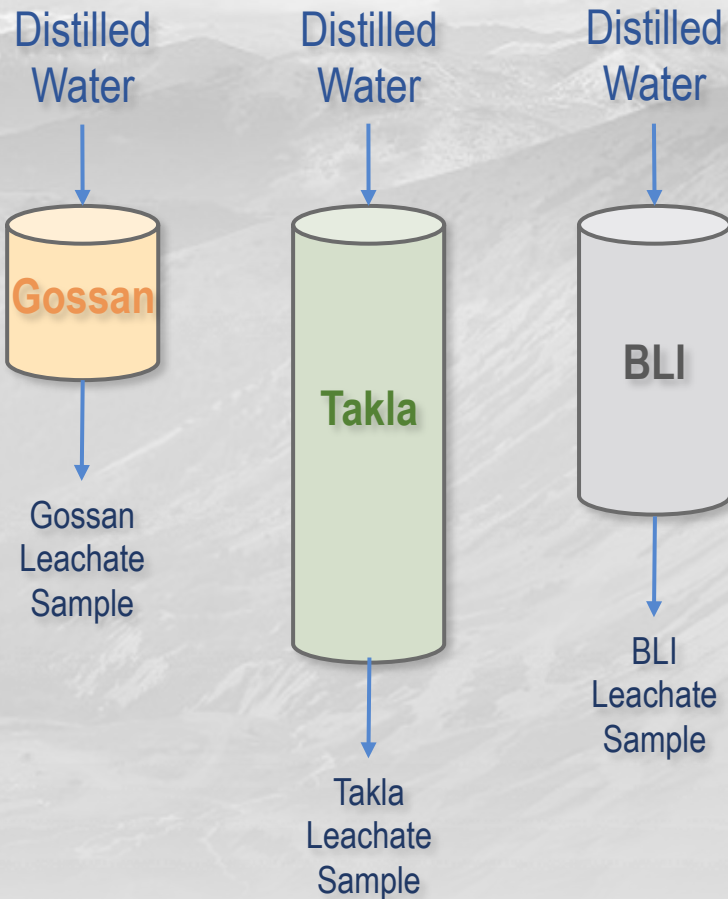 Distilled
Water
Distilled
Water
Distilled
Water
Gossan
Takla
BLI
Gossan
Leachate
Sample
Takla
Leachate
Sample
BLI
Leachate
Sample